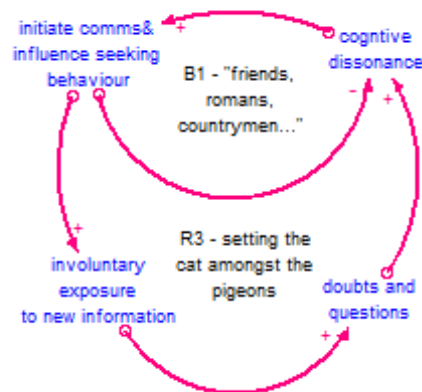 initiate comms&
influence seeking
behaviour
+
cogntive
dissonance
B1 - "friends,
romans,
countrymen..."
-
+
+
R3 - setting the
cat amongst the
pigeons
involuntary
exposure
to new information
doubts and
questions
+